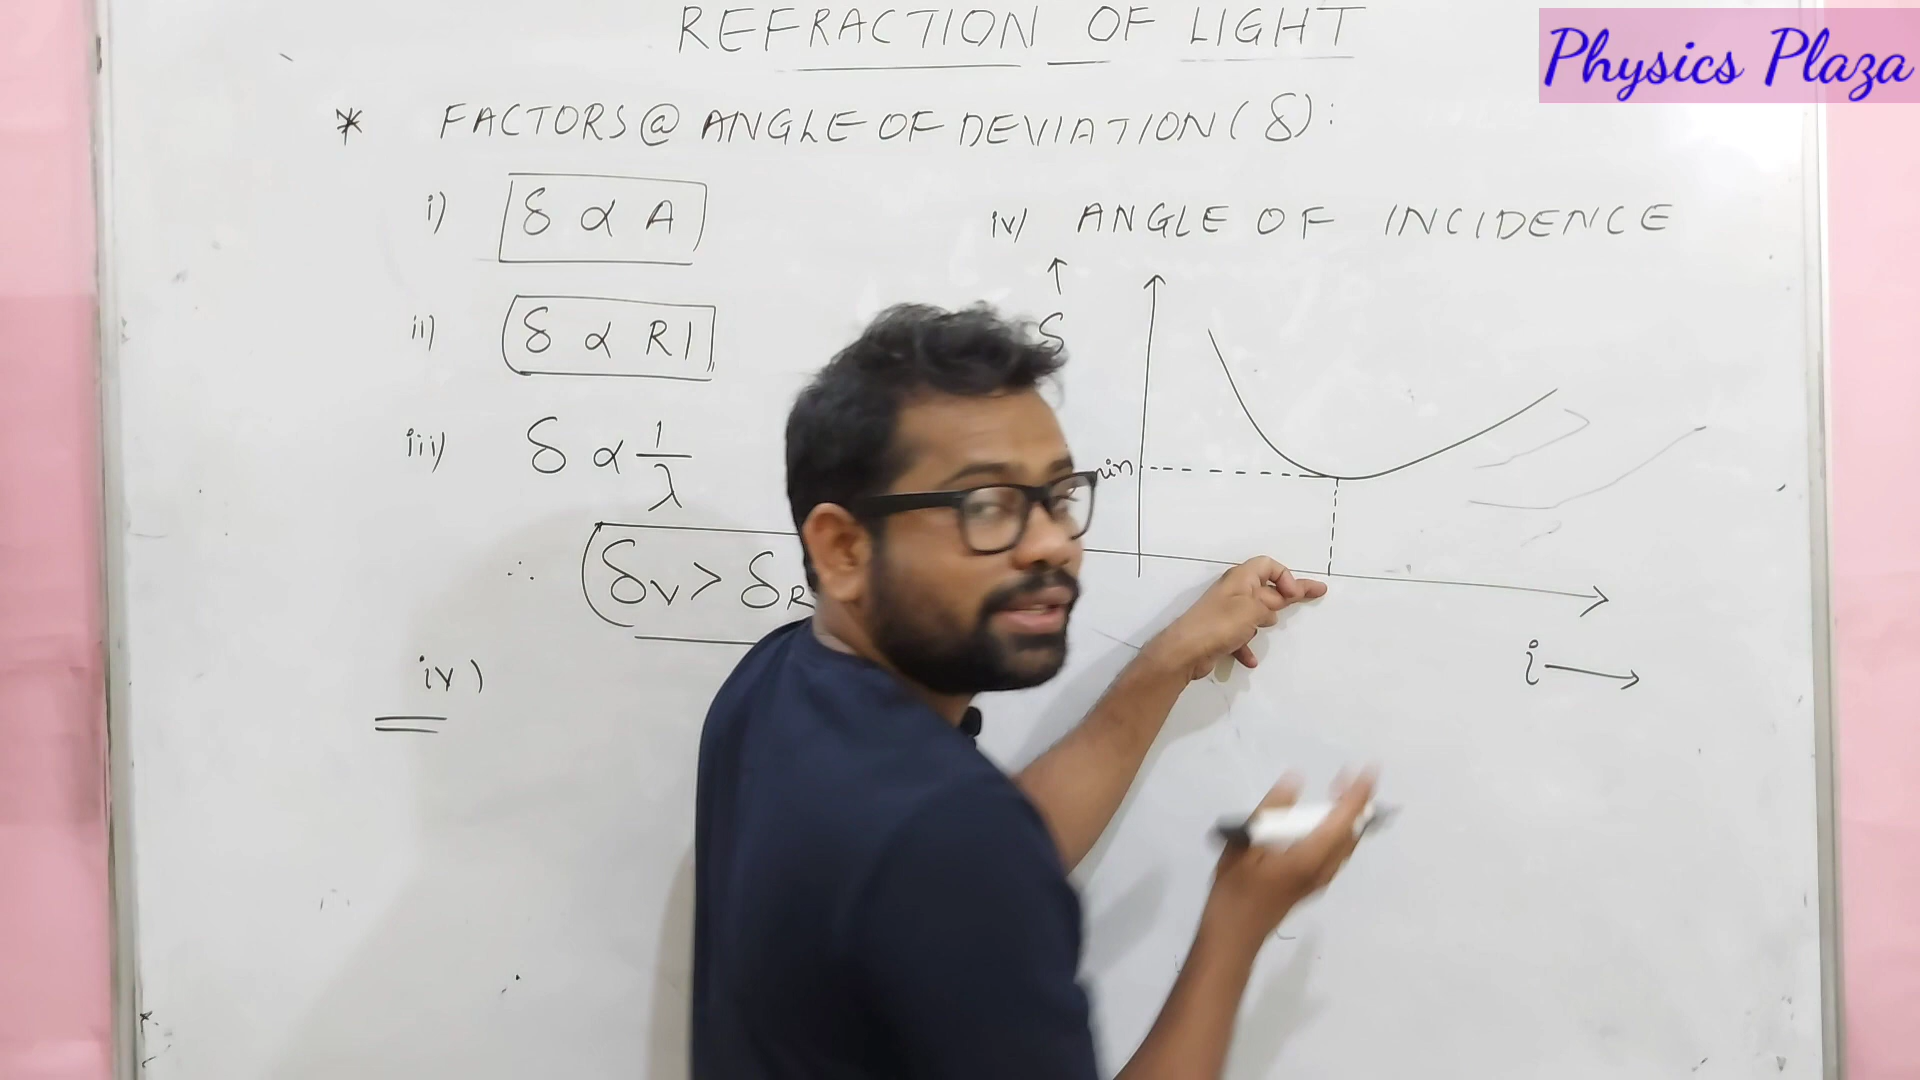 REFRACTION OF LIGHT
Physics Plaza
* FACTORS @ ANGLE OF DEVIATION (δ):
i) δ ∝ A
ii) δ ∝ RI
iii) δ ∝ 1/λ
∴ δV > δR
iv)
iv) ANGLE OF INCIDENCE
↑
δ
i →